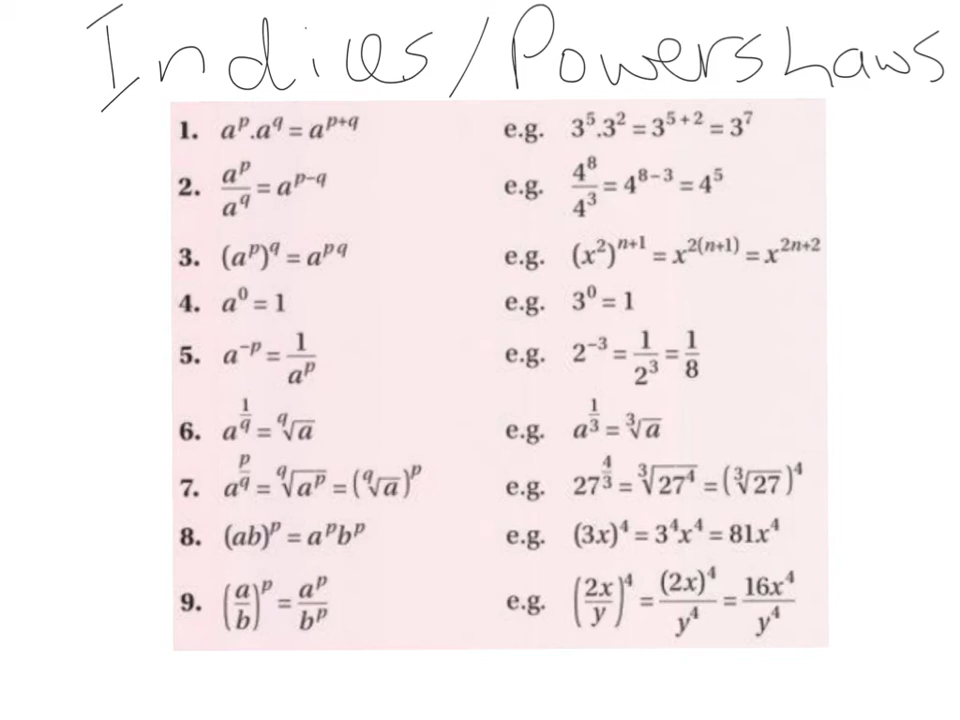 Indices/Powers Laws
1. a^p.a^q = a^(p+q) e.g. 3^5.3^2 = 3^(5+2) = 3^7
2. a^p/a^q = a^(p-q) e.g. 4^8/4^3 = 4^(8-3) = 4^5
3. (a^p)^q = a^(pq) e.g. (x^2)^(n+1) = x^(2(n+1)) = x^(2n+2)
4. a^0 = 1 e.g. 3^0 = 1
5. a^(-p) = 1/a^p e.g. 2^(-3) = 1/2^3 = 1/8
6. a^(1/q) = q√a e.g. a^(1/3) = ∛a
7. a^(p/q) = q√(a^p) = (q√a)^p e.g. 27^(4/3) = ∛(27^4) = (∛27)^4
8. (ab)^p = a^p b^p e.g. (3x)^4 = 3^4x^4 = 81x^4
9. (a/b)^p = a^p/b^p e.g. (2x/y)^4 = (2x)^4/y^4 = 16x^4/y^4